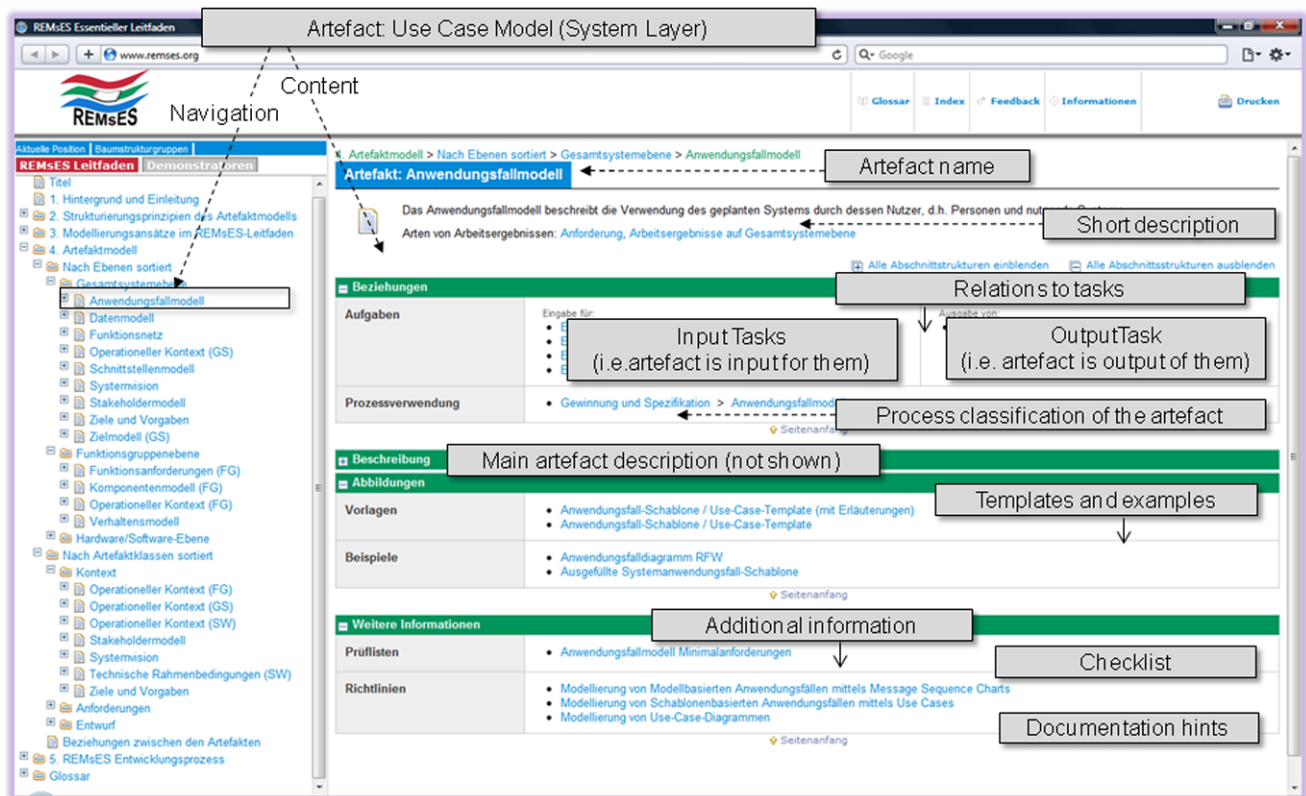 REMsES Essentieller Leitfaden
Artefact: Use Case Model (System Layer)
www.remses.org
Google
REMsES
Content
Navigation
Glossar
Index
Feedback
Informationen
Drucken
Aktuelle Position | Baumstrukturgruppen
REMsES Leitfaden
Demonstratoren
Titel
1. Hintergrund und Einleitung
2. Strukturierungsprinzipien des Artefaktmodells
3. Modellierungsansätze im REMsES-Leitfaden
4. Artefaktmodell
Nach Ebenen sortiert
Gesamtsystemebene
Anwendungsfallmodell
Datenmodell
Funktionsnetz
Operationeller Kontext (GS)
Schnittstellenmodell
Systemvision
Stakeholdermodell
Ziele und Vorgaben
Zielmodell (GS)
Funktionsgruppenebene
Funktionsanforderungen (FG)
Komponentenmodell (FG)
Operationeller Kontext (FG)
Verhaltensmodell
Hardware/Software-Ebene
Nach Artefaktklassen sortiert
Kontext
Operationeller Kontext (FG)
Operationeller Kontext (GS)
Operationeller Kontext (SW)
Stakeholdermodell
Systemvision
Technische Rahmenbedingungen (SW)
Ziele und Vorgaben
Anforderungen
Entwurf
Beziehungen zwischen den Artefakten
5. REMsES Entwicklungsprozess
Glossar
4. Artefaktmodell > Nach Ebenen sortiert > Gesamtsystemebene > Anwendungsfallmodell
Artefakt: Anwendungsfallmodell
Artefact name
Das Anwendungsfallmodell beschreibt die Verwendung des geplanten Systems durch dessen Nutzer, d.h. Personen und
Short description
Arten von Arbeitsergebnissen: Anforderung, Arbeitsergebnisse auf Gesamtsystemebene
Alle Abschnittstrukturen einblenden
Alle Abschnittsstrukturen ausblenden
Beziehungen
Relations to tasks
Aufgaben
Eingabe für:
Ausgabe von:
Input Tasks
(i.e.artefact is input for them)
OutputTask
(i.e. artefact is output of them)
Prozessverwendung
Gewinnung und Spezifikation >
Process classification of the artefact
Seitenanfang
Beschreibung
Main artefact description (not shown)
Abbildungen
Templates and examples
Vorlagen
Anwendungsfall-Schablone / Use-Case-Template (mit Erläuterungen)
Anwendungsfall-Schablone / Use-Case-Template
Beispiele
Anwendungsfalldiagramm RFW
Ausgefüllte Systemanwendungsfall-Schablone
Seitenanfang
Weitere Informationen
Additional information
Prüflisten
Anwendungsfallmodell Minimalanforderungen
Checklist
Richtlinien
Modellierung von Modellbasierten Anwendungsfällen mittels Message Sequence Charts
Modellierung von Schablonenbasierten Anwendungsfällen mittels Use Cases
Modellierung von Use-Case-Diagrammen
Documentation hints
Seitenanfang